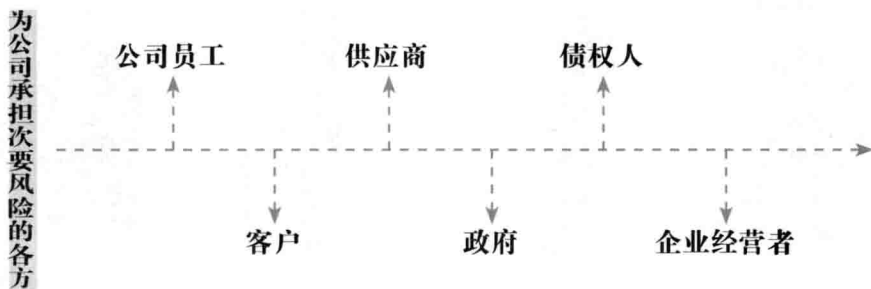 为公司承担次要风险的各方
公司员工
供应商
债权人
客户
政府
企业经营者